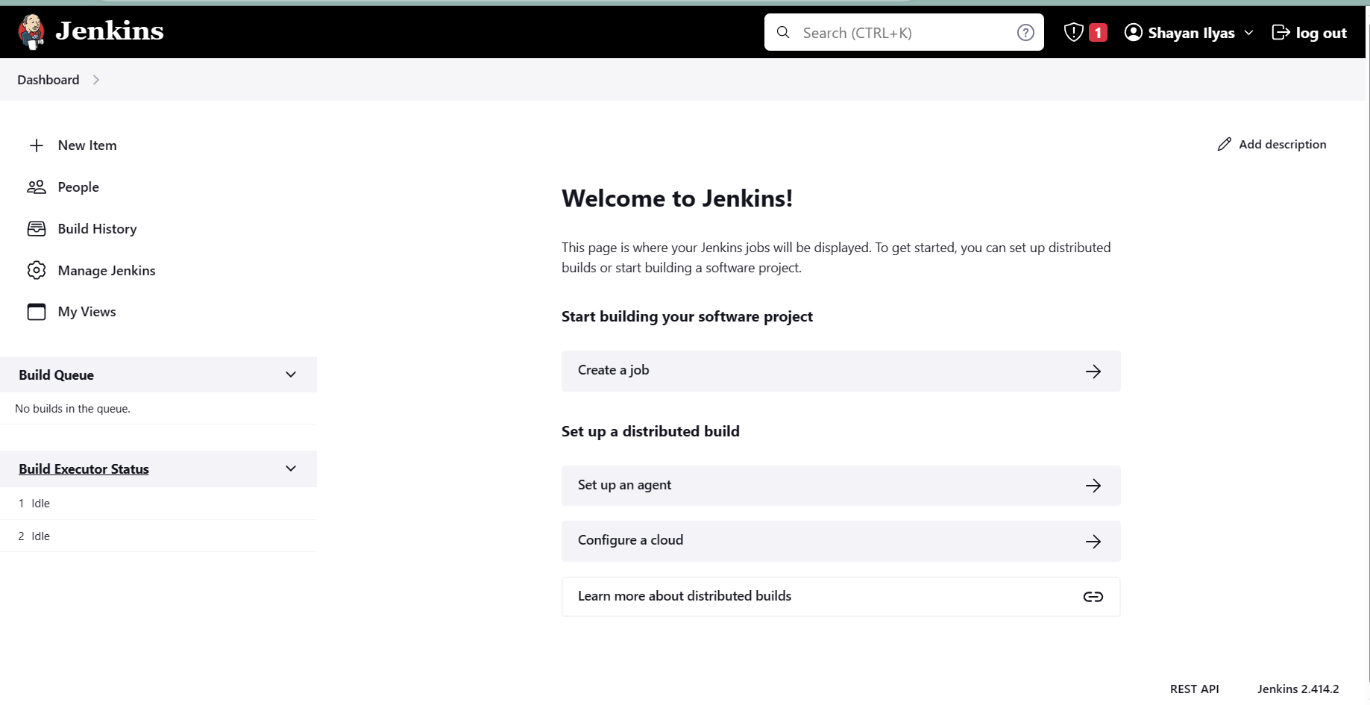 Jenkins
Search (CTRL+K)
?
1
Shayan Ilyas
log out
Dashboard
New Item
People
Build History
Manage Jenkins
My Views
Build Queue
No builds in the queue.
Build Executor Status
1 Idle
2 Idle
Add description
Welcome to Jenkins!
This page is where your Jenkins jobs will be displayed. To get started, you can set up distributed
builds or start building a software project.
Start building your software project
Create a job
Set up a distributed build
Set up an agent
Configure a cloud
Learn more about distributed builds
REST API
Jenkins 2.414.2